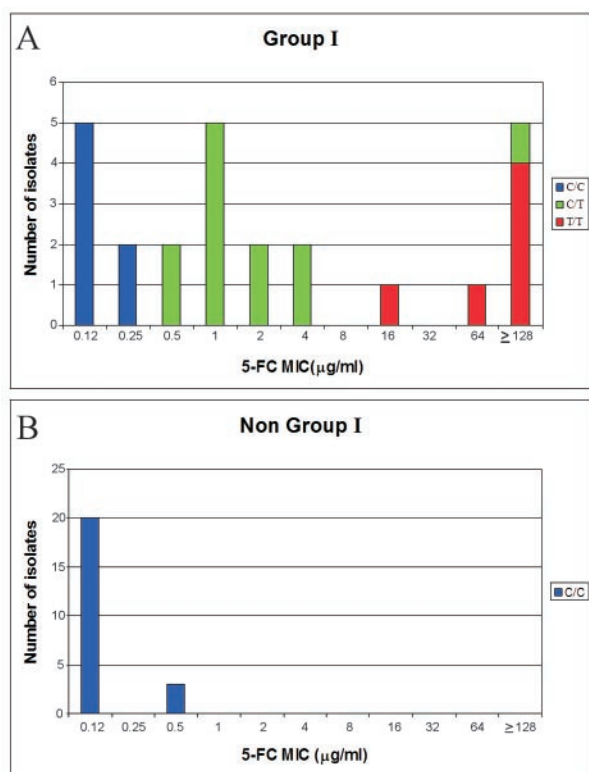 A
Group I
6
5
4
3
2
1
0
Number of isolates
0.12 0.25 0.5 1 2 4 8 16 32 64 ≥ 128
5-FC MIC(μg/ml)
C/C
C/T
T/T
B
Non Group I
25
20
15
10
5
0
Number of isolates
0.12 0.25 0.5 1 2 4 8 16 32 64 ≥ 128
5-FC MIC (μg/ml)
C/C